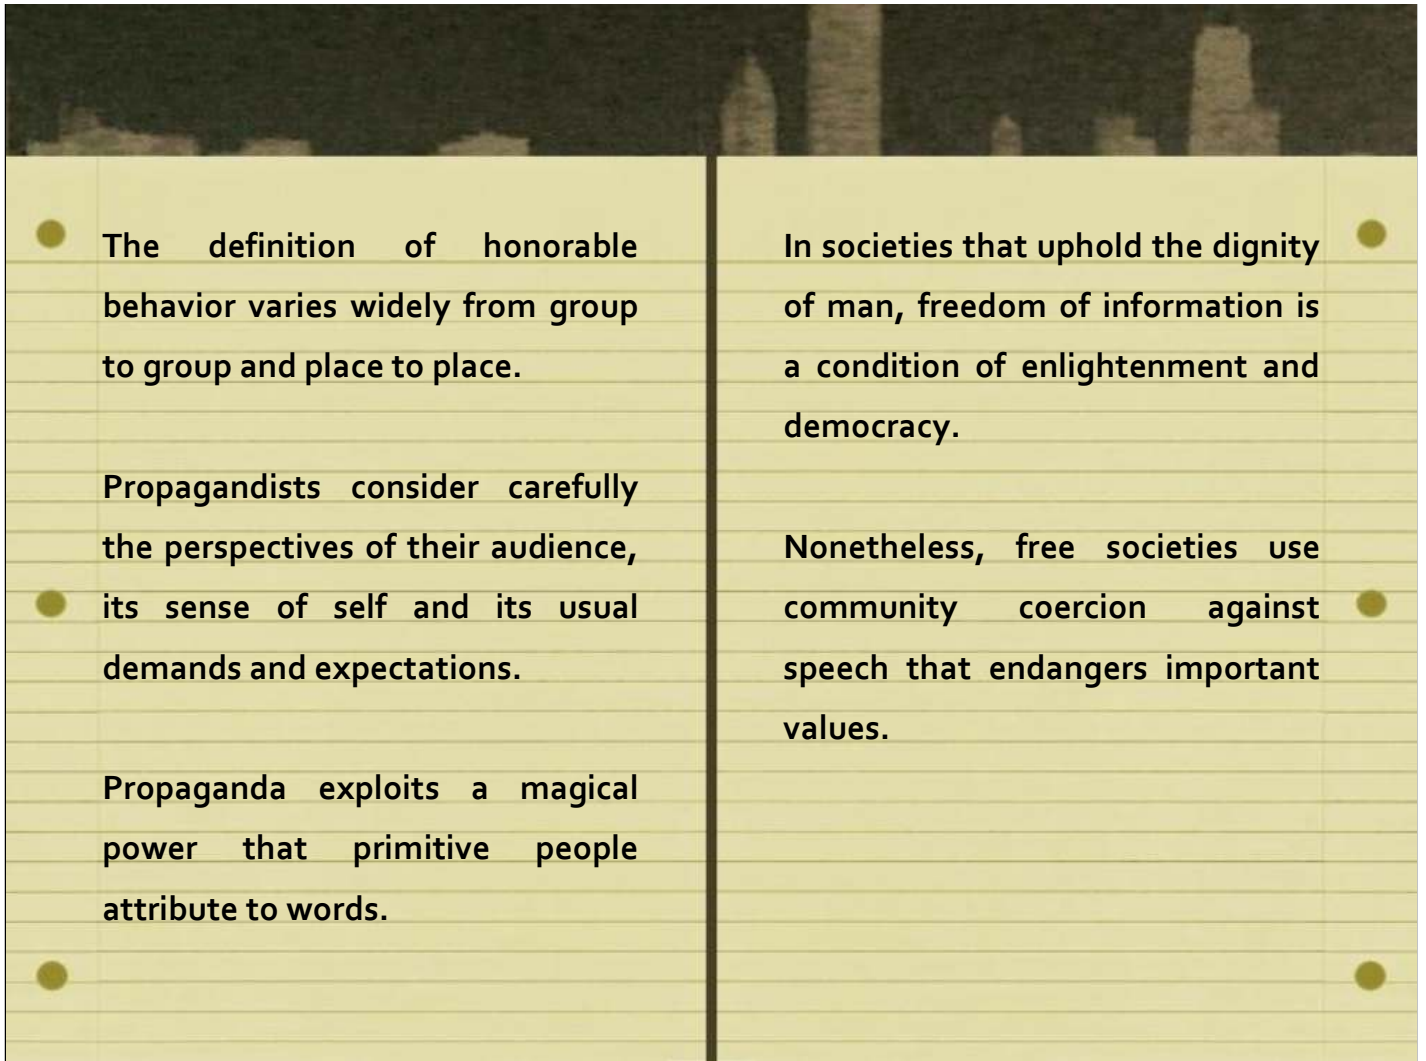 The definition of honorable
behavior varies widely from group
to group and place to place.
Propagandists consider carefully
the perspectives of their audience,
its sense of self and its usual
demands and expectations.
Propaganda exploits a magical
power that primitive people
attribute to words.
In societies that uphold the dignity
of man, freedom of information is
a condition of enlightenment and
democracy.
Nonetheless, free societies use
community coercion against
speech that endangers important
values.